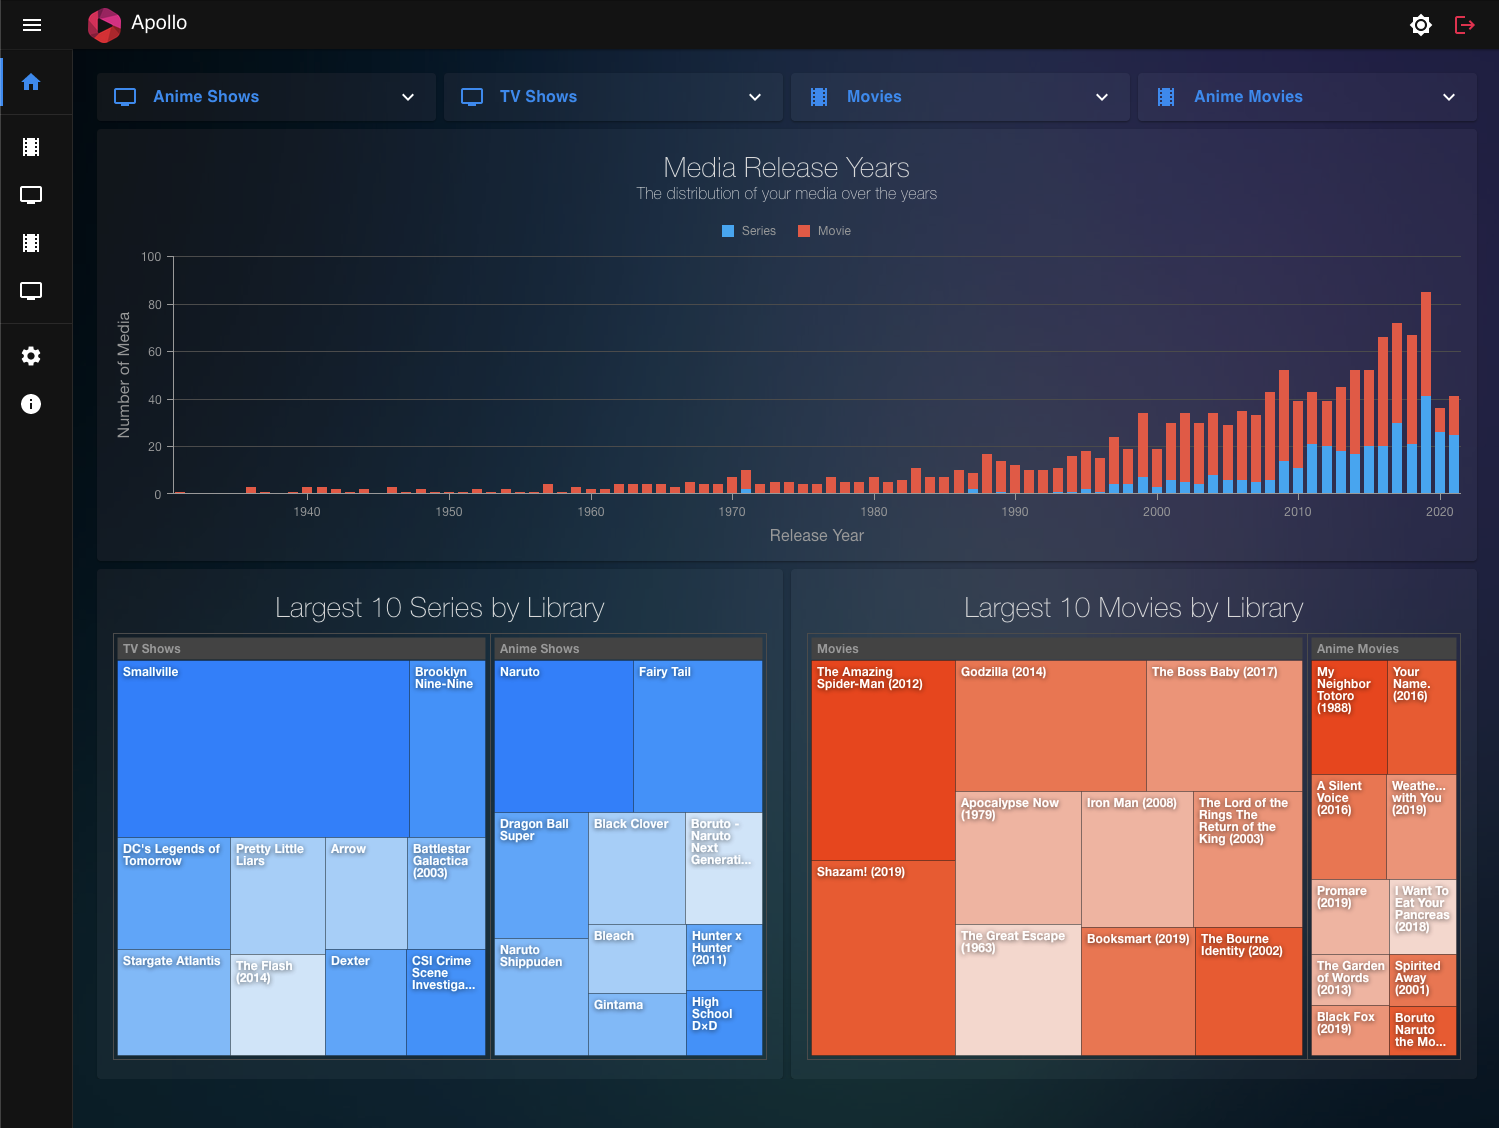 Apollo
Anime Shows
TV Shows
Movies
Anime Movies
Media Release Years
The distribution of your media over the years
Series
Movie
100
80
60
40
20
0
Number of Media
1940
1950
1960
1970
1980
1990
2000
2010
2020
Release Year
Largest 10 Series by Library
TV Shows
Smallville
Brooklyn
Nine-Nine
DC's Legends of
Tomorrow
Pretty Little
Liars
Arrow
Battlestar
Galactica
(2003)
Stargate Atlantis
The Flash
(2014)
Dexter
CSI Crime
Scene
Investiga...
Anime Shows
Naruto
Fairy Tail
Dragon Ball
Super
Black Clover
Boruto -
Naruto
Next
Generati...
Naruto
Shippuden
Bleach
Hunter x
Hunter
(2011)
Gintama
High
School
D×D
Largest 10 Movies by Library
Movies
The Amazing
Spider-Man (2012)
Godzilla (2014)
The Boss Baby (2017)
Apocalypse Now
(1979)
Iron Man (2008)
The Lord of the
Rings The
Return of the
King (2003)
Shazam! (2019)
The Great Escape
(1963)
Booksmart (2019)
The Bourne
Identity (2002)
Anime Movies
My
Neighbor
Totoro
(1988)
Your
Name.
(2016)
A Silent
Voice
(2016)
Weathe...
with You
(2019)
Promare
(2019)
I Want To
Eat Your
Pancreas
(2018)
The Garden
of Words
(2013)
Spirited
Away
(2001)
Black Fox
(2019)
Boruto
Naruto
the Mo...